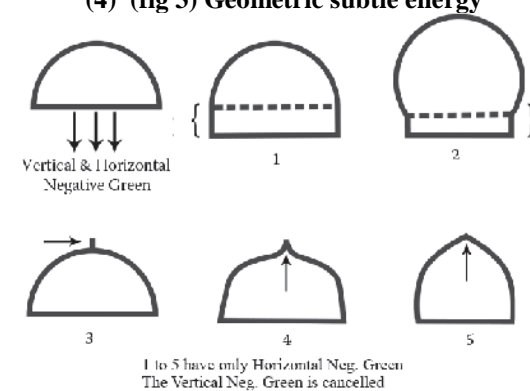 (4) (fig 3) Geometric subtle energy
Vertical & Horizontal
Negative Green
1
2
3
4
5
1 to 5 have only Horizontal Neg. Green
The Vertical Neg. Green is cancelled